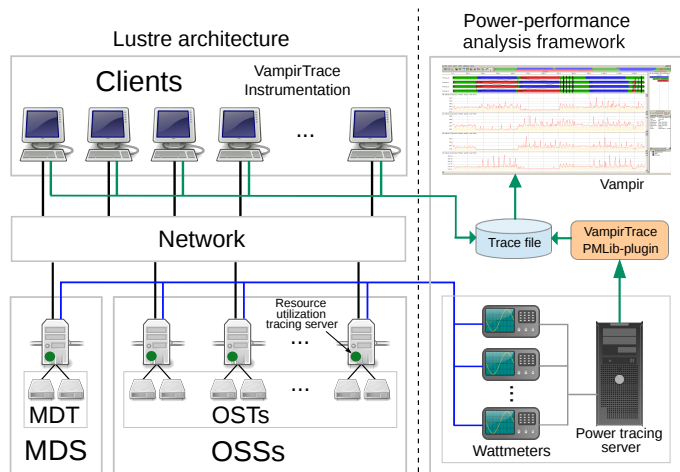 Lustre architecture
Clients
VampirTrace
Instrumentation
...
Network
Resource
utilization
tracing server
...
...
MDT
OSTs
MDS
OSSs
Power-performance
analysis framework
Vampir
Trace file
VampirTrace
PMLib-plugin
Wattmeters
Power tracing
server